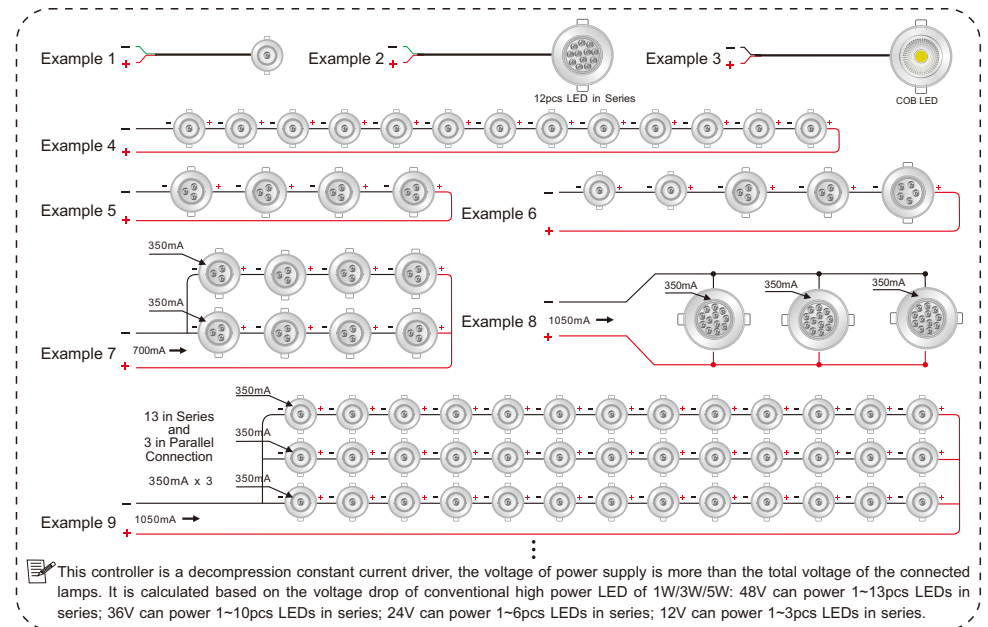 Example 1
Example 2
12pcs LED in Series
Example 3
COB LED
Example 4
Example 5
Example 6
350mA
350mA
Example 7
700mA
Example 8
1050mA
350mA
350mA
350mA
13 in Series
and
3 in Parallel
Connection
350mA x 3
350mA
350mA
350mA
Example 9
1050mA
This controller is a decompression constant current driver, the voltage of power supply is more than the total voltage of the connected
lamps. It is calculated based on the voltage drop of conventional high power LED of 1W/3W/5W: 48V can power 1~13pcs LEDs in
series; 36V can power 1~10pcs LEDs in series; 24V can power 1~6pcs LEDs in series; 12V can power 1~3pcs LEDs in series.